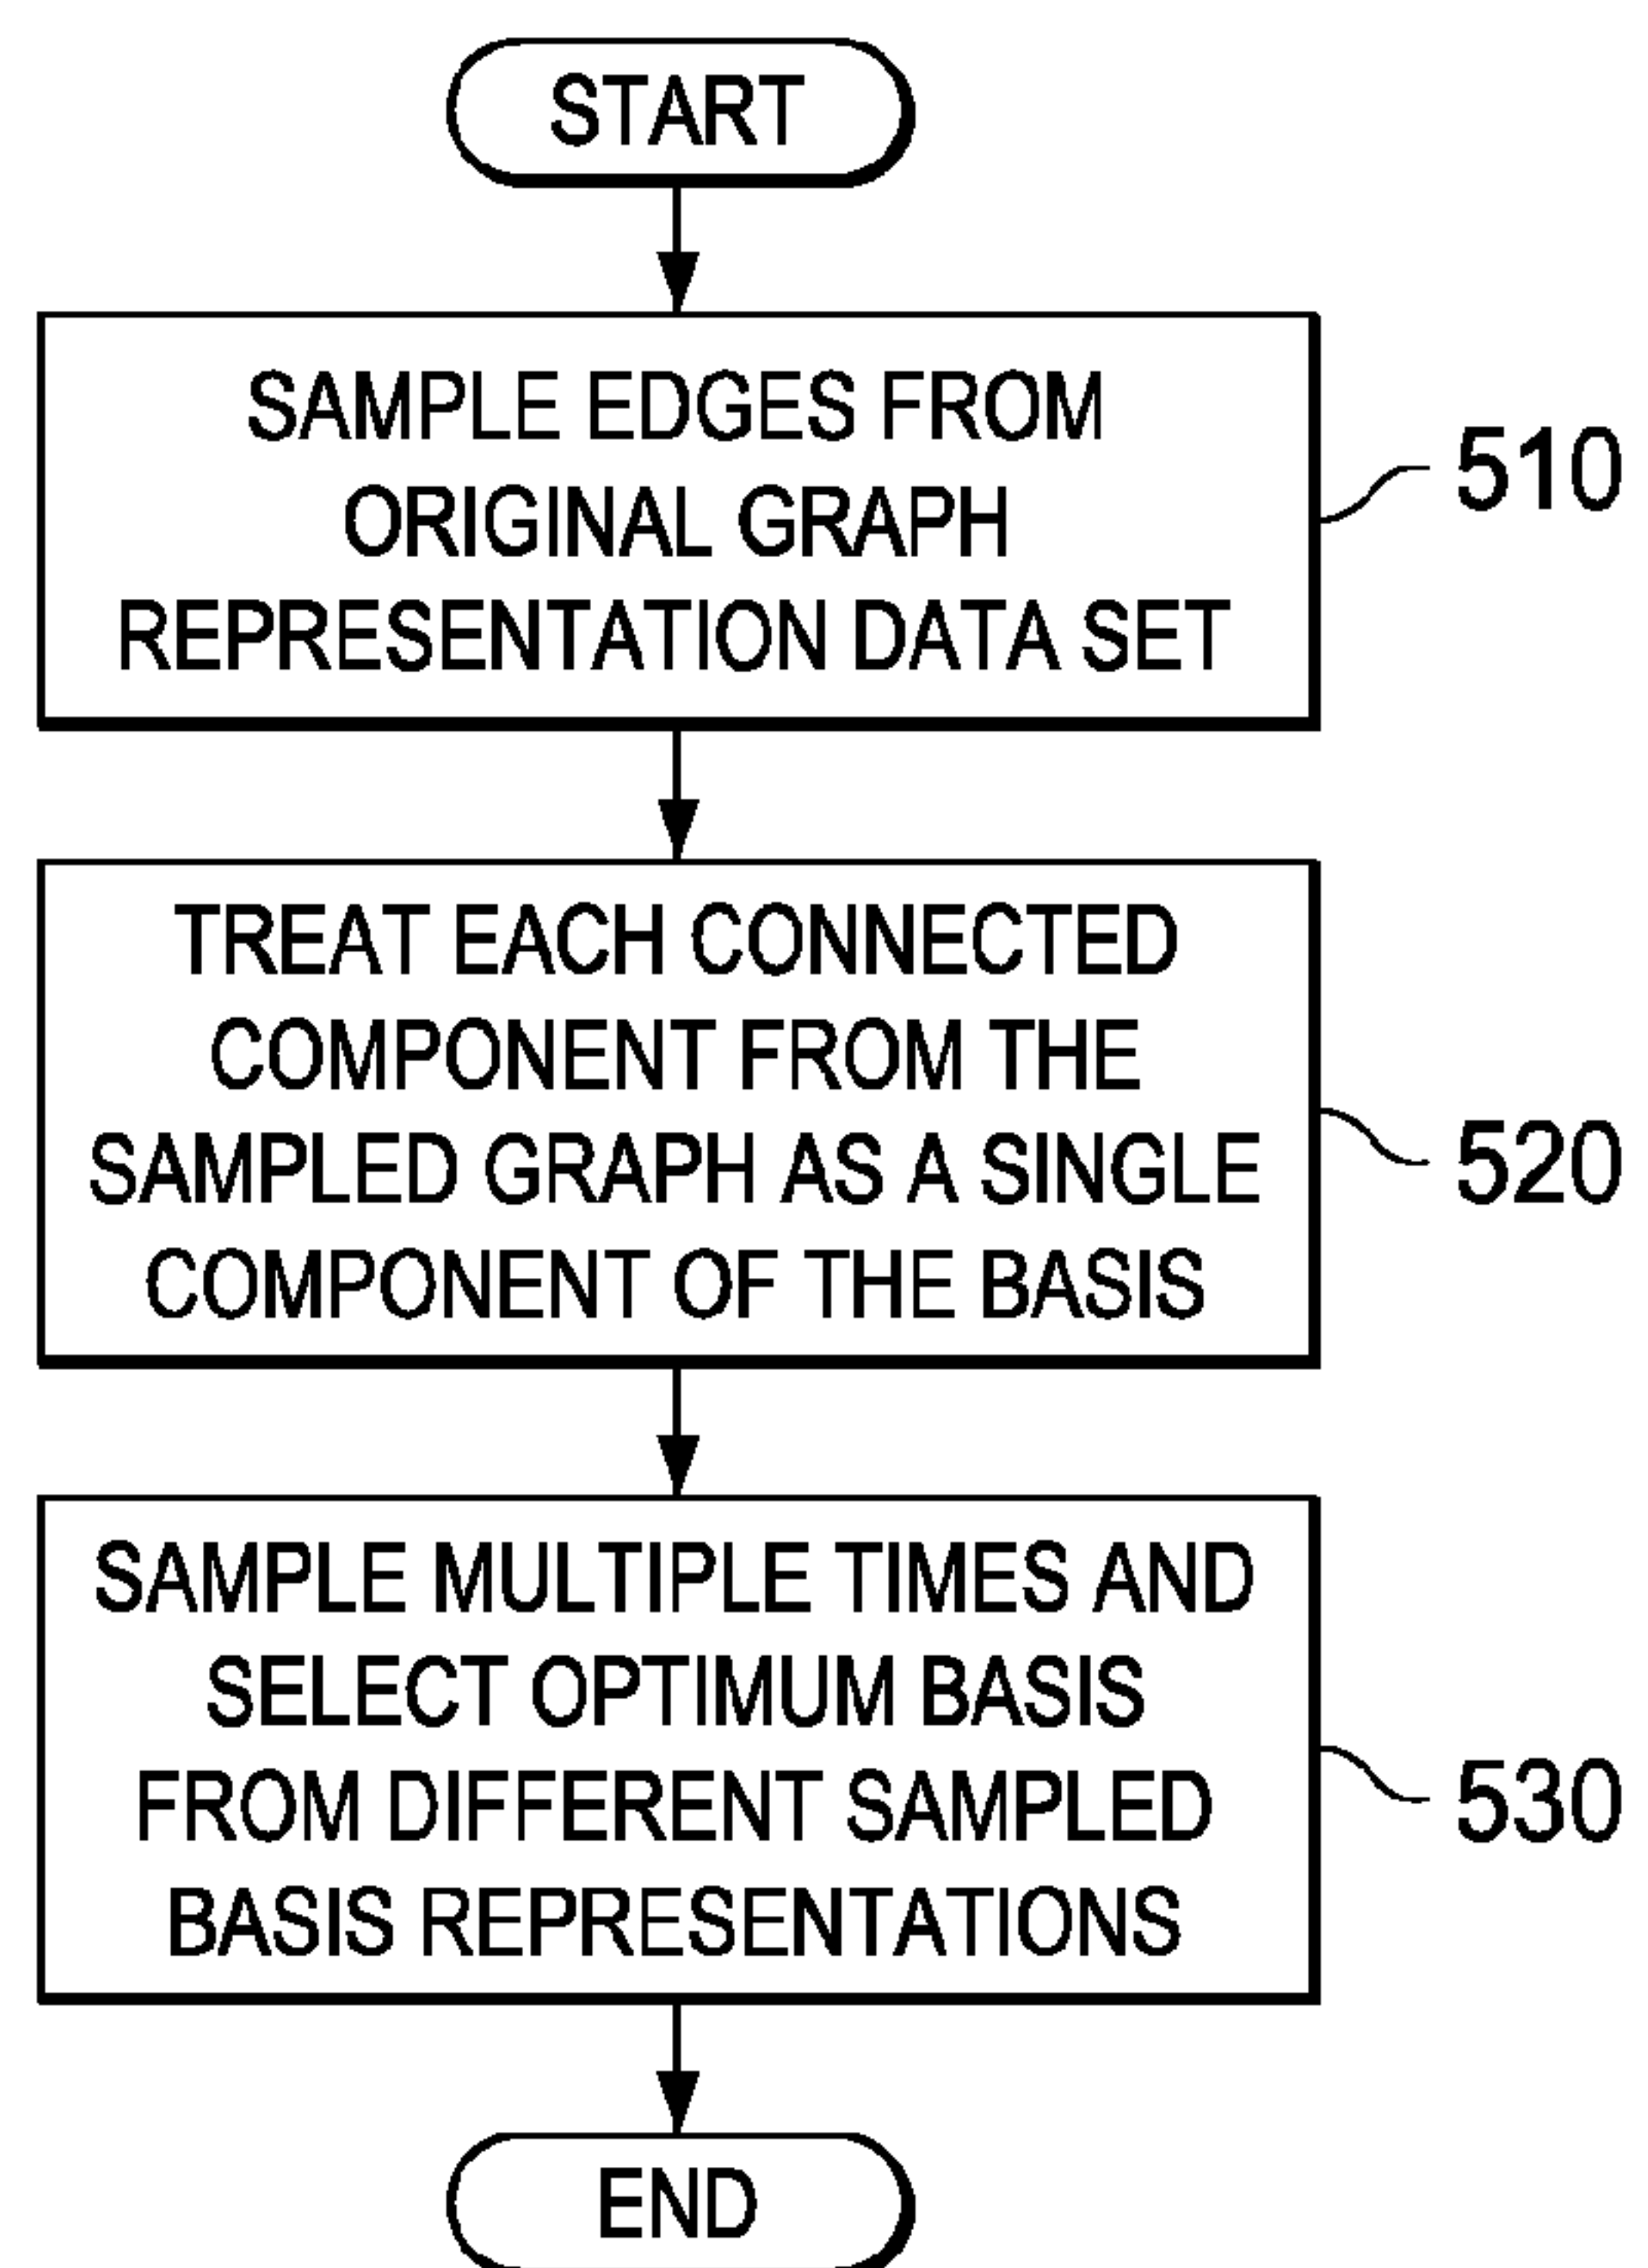 START
SAMPLE EDGES FROM
ORIGINAL GRAPH
REPRESENTATION DATA SET
510
TREAT EACH CONNECTED
COMPONENT FROM THE
SAMPLED GRAPH AS A SINGLE
COMPONENT OF THE BASIS
520
SAMPLE MULTIPLE TIMES AND
SELECT OPTIMUM BASIS
FROM DIFFERENT SAMPLED
BASIS REPRESENTATIONS
530
END